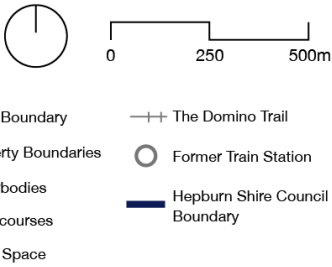 0 250 500m
Boundary
The Domino Trail
erty Boundaries
Former Train Station
bodies
Hepburn Shire Council
Boundary
courses
Space